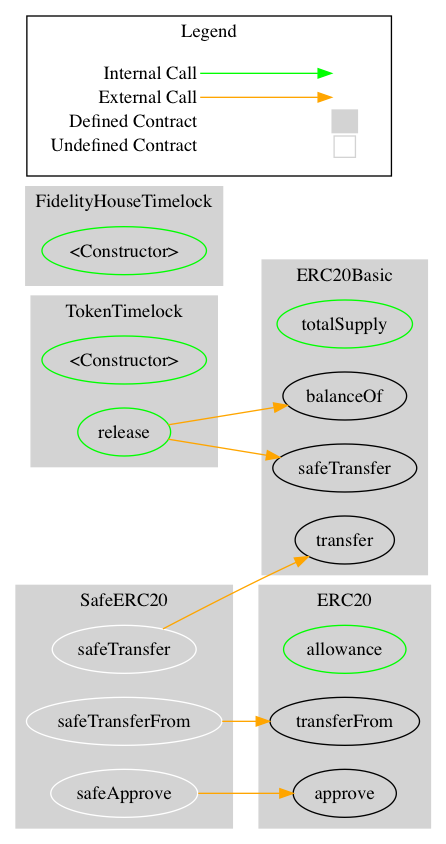 Legend
Internal Call
External Call
Defined Contract
Undefined Contract
FidelityHouseTimelock
<Constructor>
TokenTimelock
<Constructor>
release
ERC20Basic
totalSupply
balanceOf
safeTransfer
transfer
SafeERC20
safeTransfer
safeTransferFrom
safeApprove
ERC20
allowance
transferFrom
approve